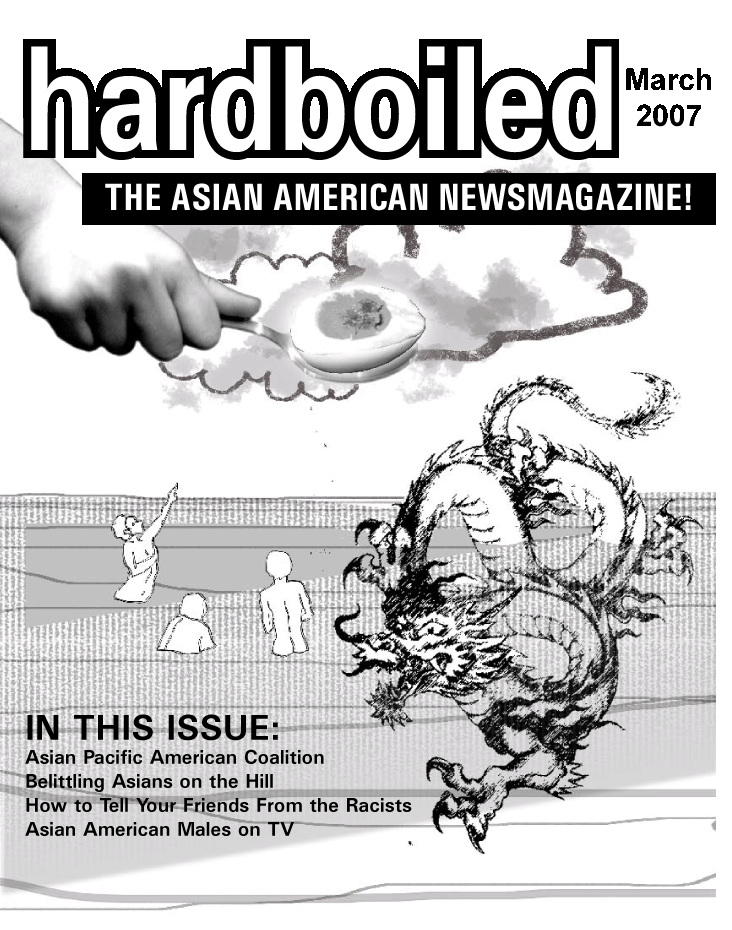 hardboiled
March
2007
THE ASIAN AMERICAN NEWSMAGAZINE!
IN THIS ISSUE:
Asian Pacific American Coalition
Belittling Asians on the Hill
How to Tell Your Friends From the Racists
Asian American Males on TV